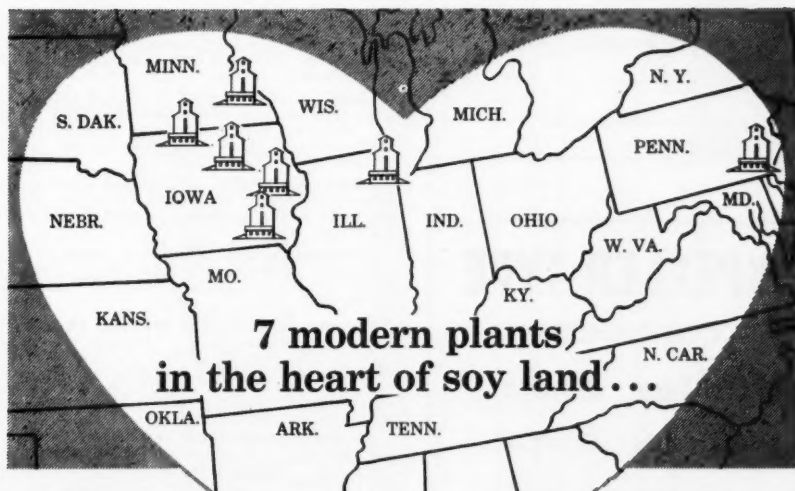 MINN.
WIS.
MICH.
N. Y.
S. DAK.
PENN.
IOWA
NEBR.
ILL.
IND.
OHIO
MD.
W. VA.
MO.
KY.
KANS.
7 modern plants
in the heart of soy land...
N. CAR.
OKLA.
ARK.
TENN.